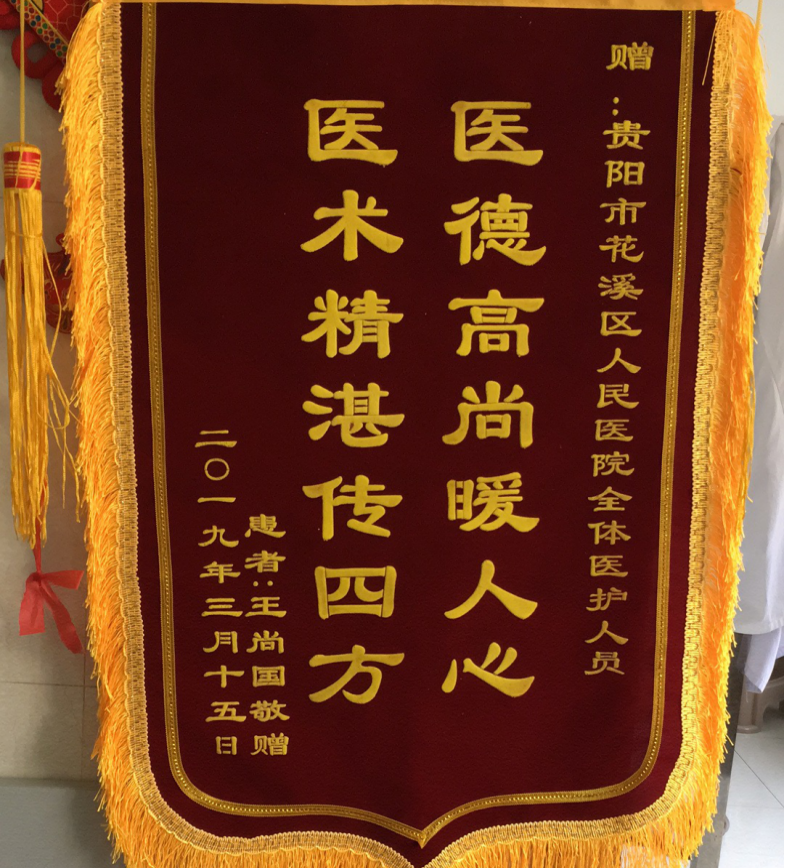 赠:贵阳市花溪区人民医院全体医护人员
医德高尚暖人心
医术精湛传四方
患者:王尚国敬赠
二〇一九年三月十五日